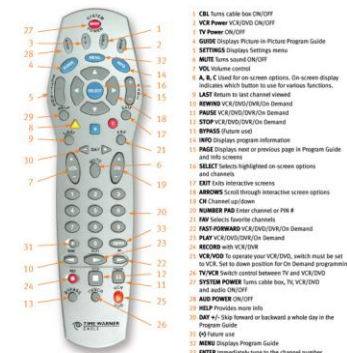 1 CBL Turns cable box ON/OFF
2 VCR Power VCR/DVD ON/OFF
3 TV Power ON/OFF
4 GUIDE Displays Picture-in-Picture Program Guide
5 SETTINGS Displays Settings menu
6 MUTE Turns sound ON/OFF
7 VOL Volume control
8 A, B, C Used for on-screen options. On-screen display
indicates which button to use for various functions.
9 LAST Return to last channel viewed
10 REWIND VCR/DVD/DVR/On Demand
11 PAUSE VCR/DVD/DVR/On Demand
12 STOP VCR/DVD/DVR/On Demand
13 BYPASS (Future use)
14 INFO Displays program information
15 PAGE Displays next or previous page in Program Guide
and Info screens
16 SELECT Selects highlighted on-screen options
and channels
17 EXIT Exits interactive screens
18 ARROWS Scroll through interactive screen options
19 CH Channel up/down
20 NUMBER PAD Enter channel or PIN #
21 FAV Selects favorite channels
22 FAST-FORWARD VCR/DVD/DVR/On Demand
23 PLAY VCR/DVD/DVR/On Demand
24 RECORD with VCR/DVR
25 VCR/VOD To operate your VCR/DVD, switch must be set
to VCR. Set to down position for On Demand programming
26 TV/VCR Switch control between TV and VCR/DVD
27 SYSTEM POWER Turns cable box, TV, VCR/DVD
and audio ON/OFF
28 AUD POWER ON/OFF
29 HELP Provides more info
30 DAY +/- Skip forward or backward a whole day in the
Program Guide
31 (•) Future use
32 MENU Displays Program Guide
33 ENTER Immediately tune to the channel number
SYSTEM
27
3
28
4
1
2
32
14
16
15
5
29
8
9
18
17
21
6
30
7
19
20
33
23
22
12
11
25
31
10
24
13
26
MENU
SELECT
DAY
TIME WARNER
CABLE